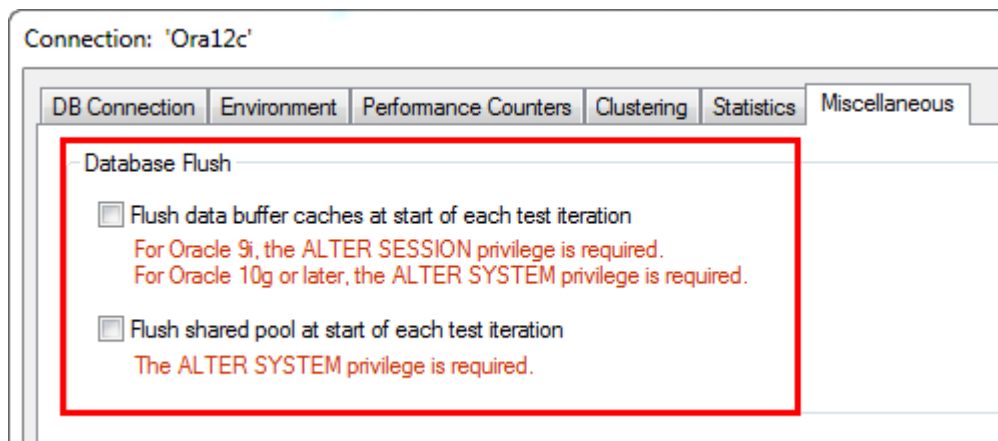 Connection: 'Ora12c'
DB Connection Environment Performance Counters Clustering Statistics Miscellaneous
Database Flush
Flush data buffer caches at start of each test iteration
For Oracle 9i, the ALTER SESSION privilege is required.
For Oracle 10g or later, the ALTER SYSTEM privilege is required.
Flush shared pool at start of each test iteration
The ALTER SYSTEM privilege is required.